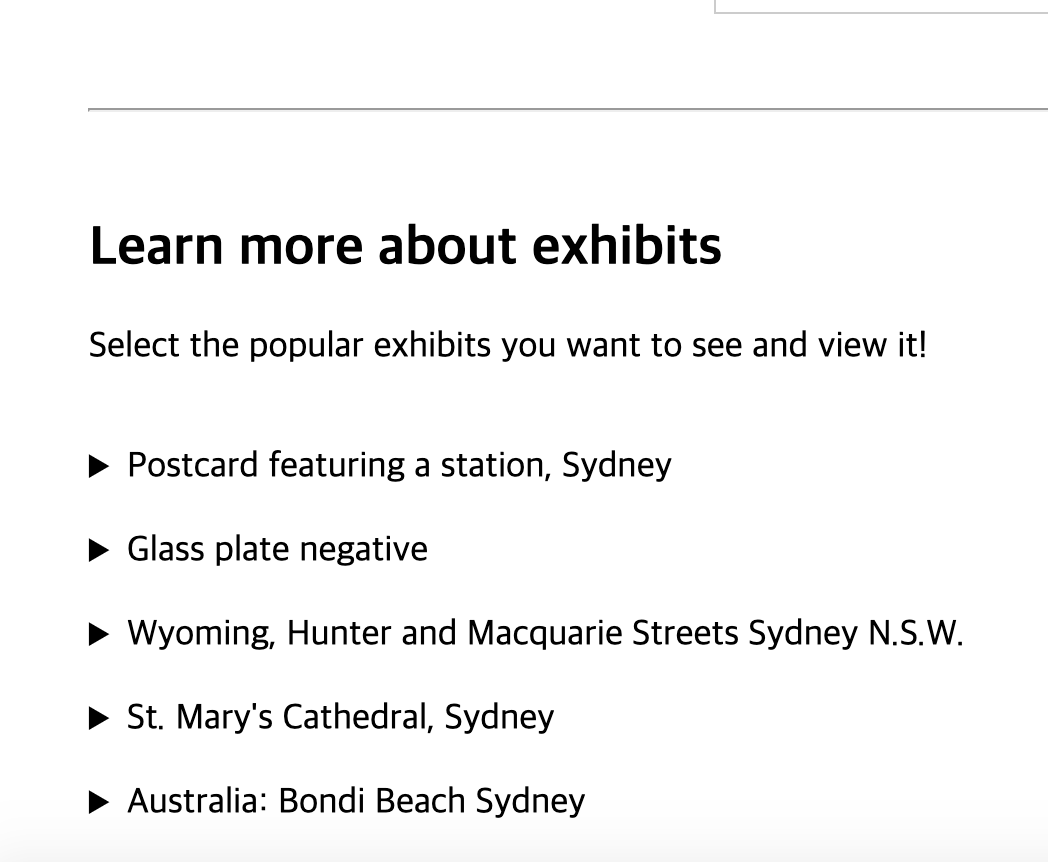 Learn more about exhibits
Select the popular exhibits you want to see and view it!
Postcard featuring a station, Sydney
Glass plate negative
Wyoming, Hunter and Macquarie Streets Sydney N.S.W.
St. Mary's Cathedral, Sydney
Australia: Bondi Beach Sydney